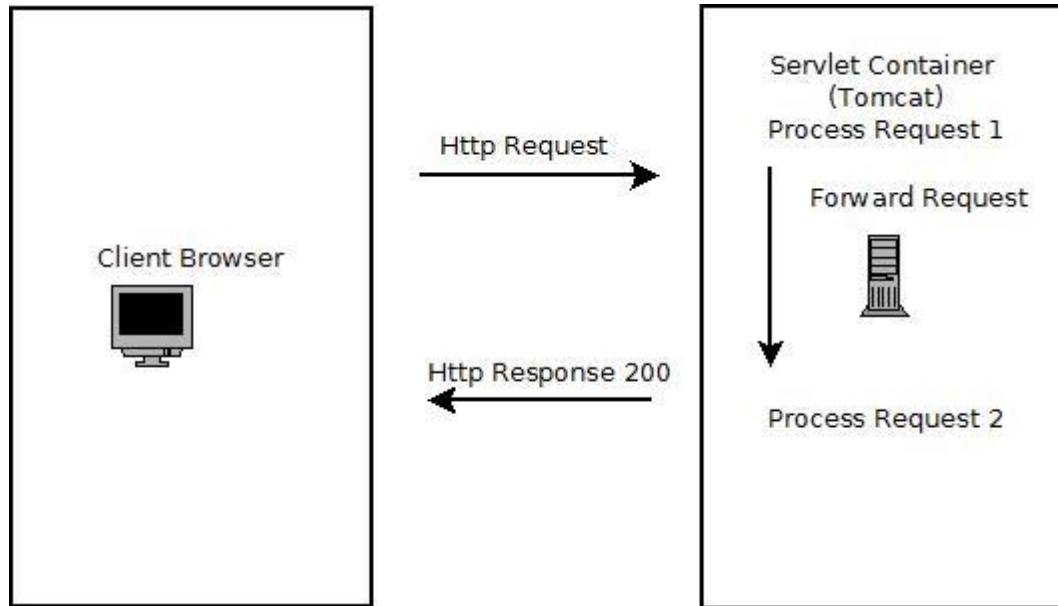 Client Browser
Http Request
Http Response 200
Servlet Container
(Tomcat)
Process Request 1
Forward Request
Process Request 2